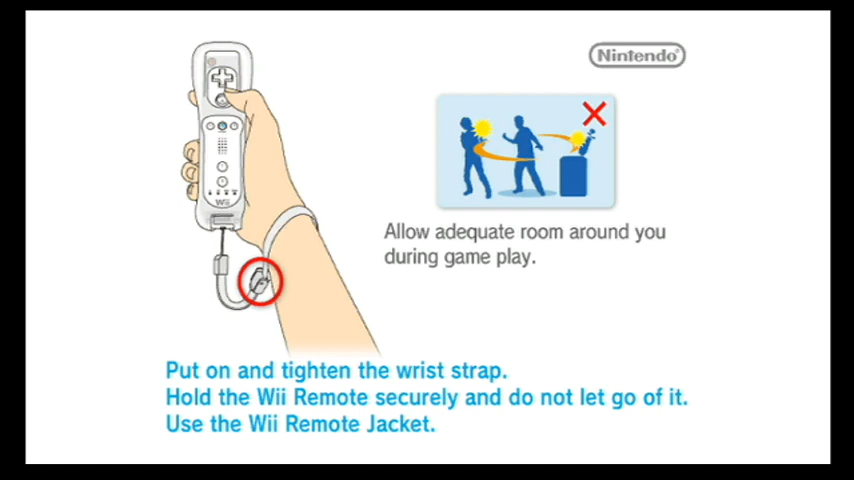 Nintendo®
Wii
Allow adequate room around you
during game play.
Put on and tighten the wrist strap.
Hold the Wii Remote securely and do not let go of it.
Use the Wii Remote Jacket.